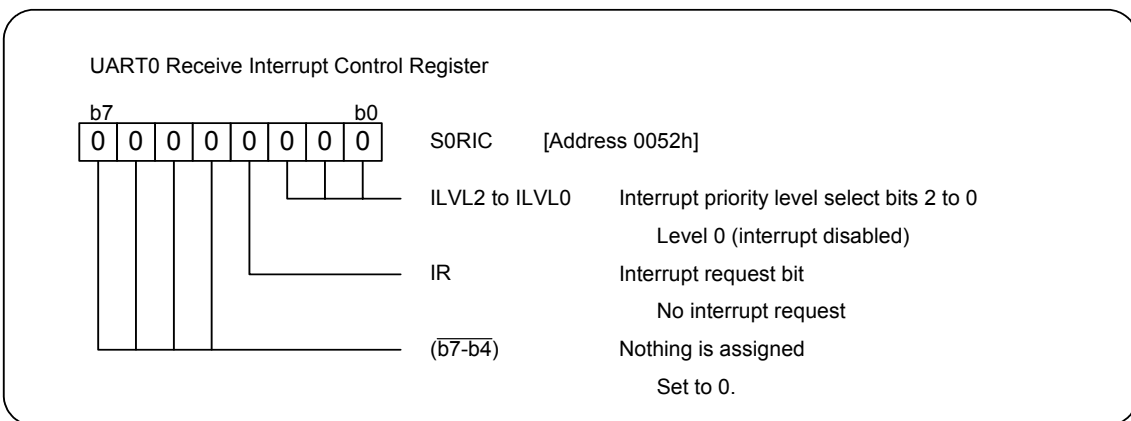 UART0 Receive Interrupt Control Register
b7 b0
0 0 0 0 0 0 0 0 S0RIC [Address 0052h]
ILVL2 to ILVL0 Interrupt priority level select bits 2 to 0
Level 0 (interrupt disabled)
IR Interrupt request bit
No interrupt request
(b7-b4) Nothing is assigned
Set to 0.